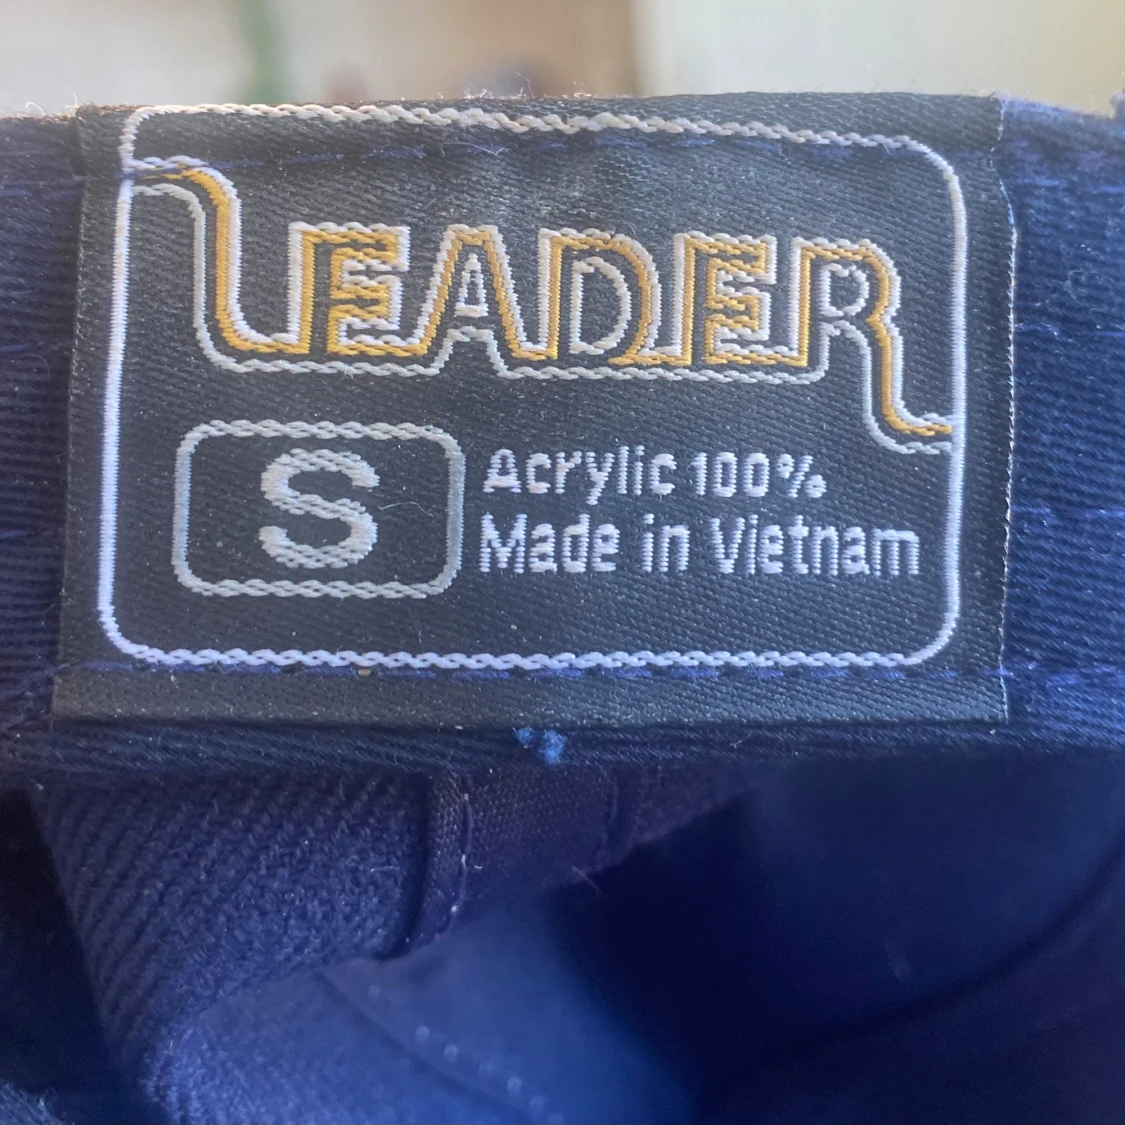 LEADER
S
Acrylic 100%
Made in Vietnam